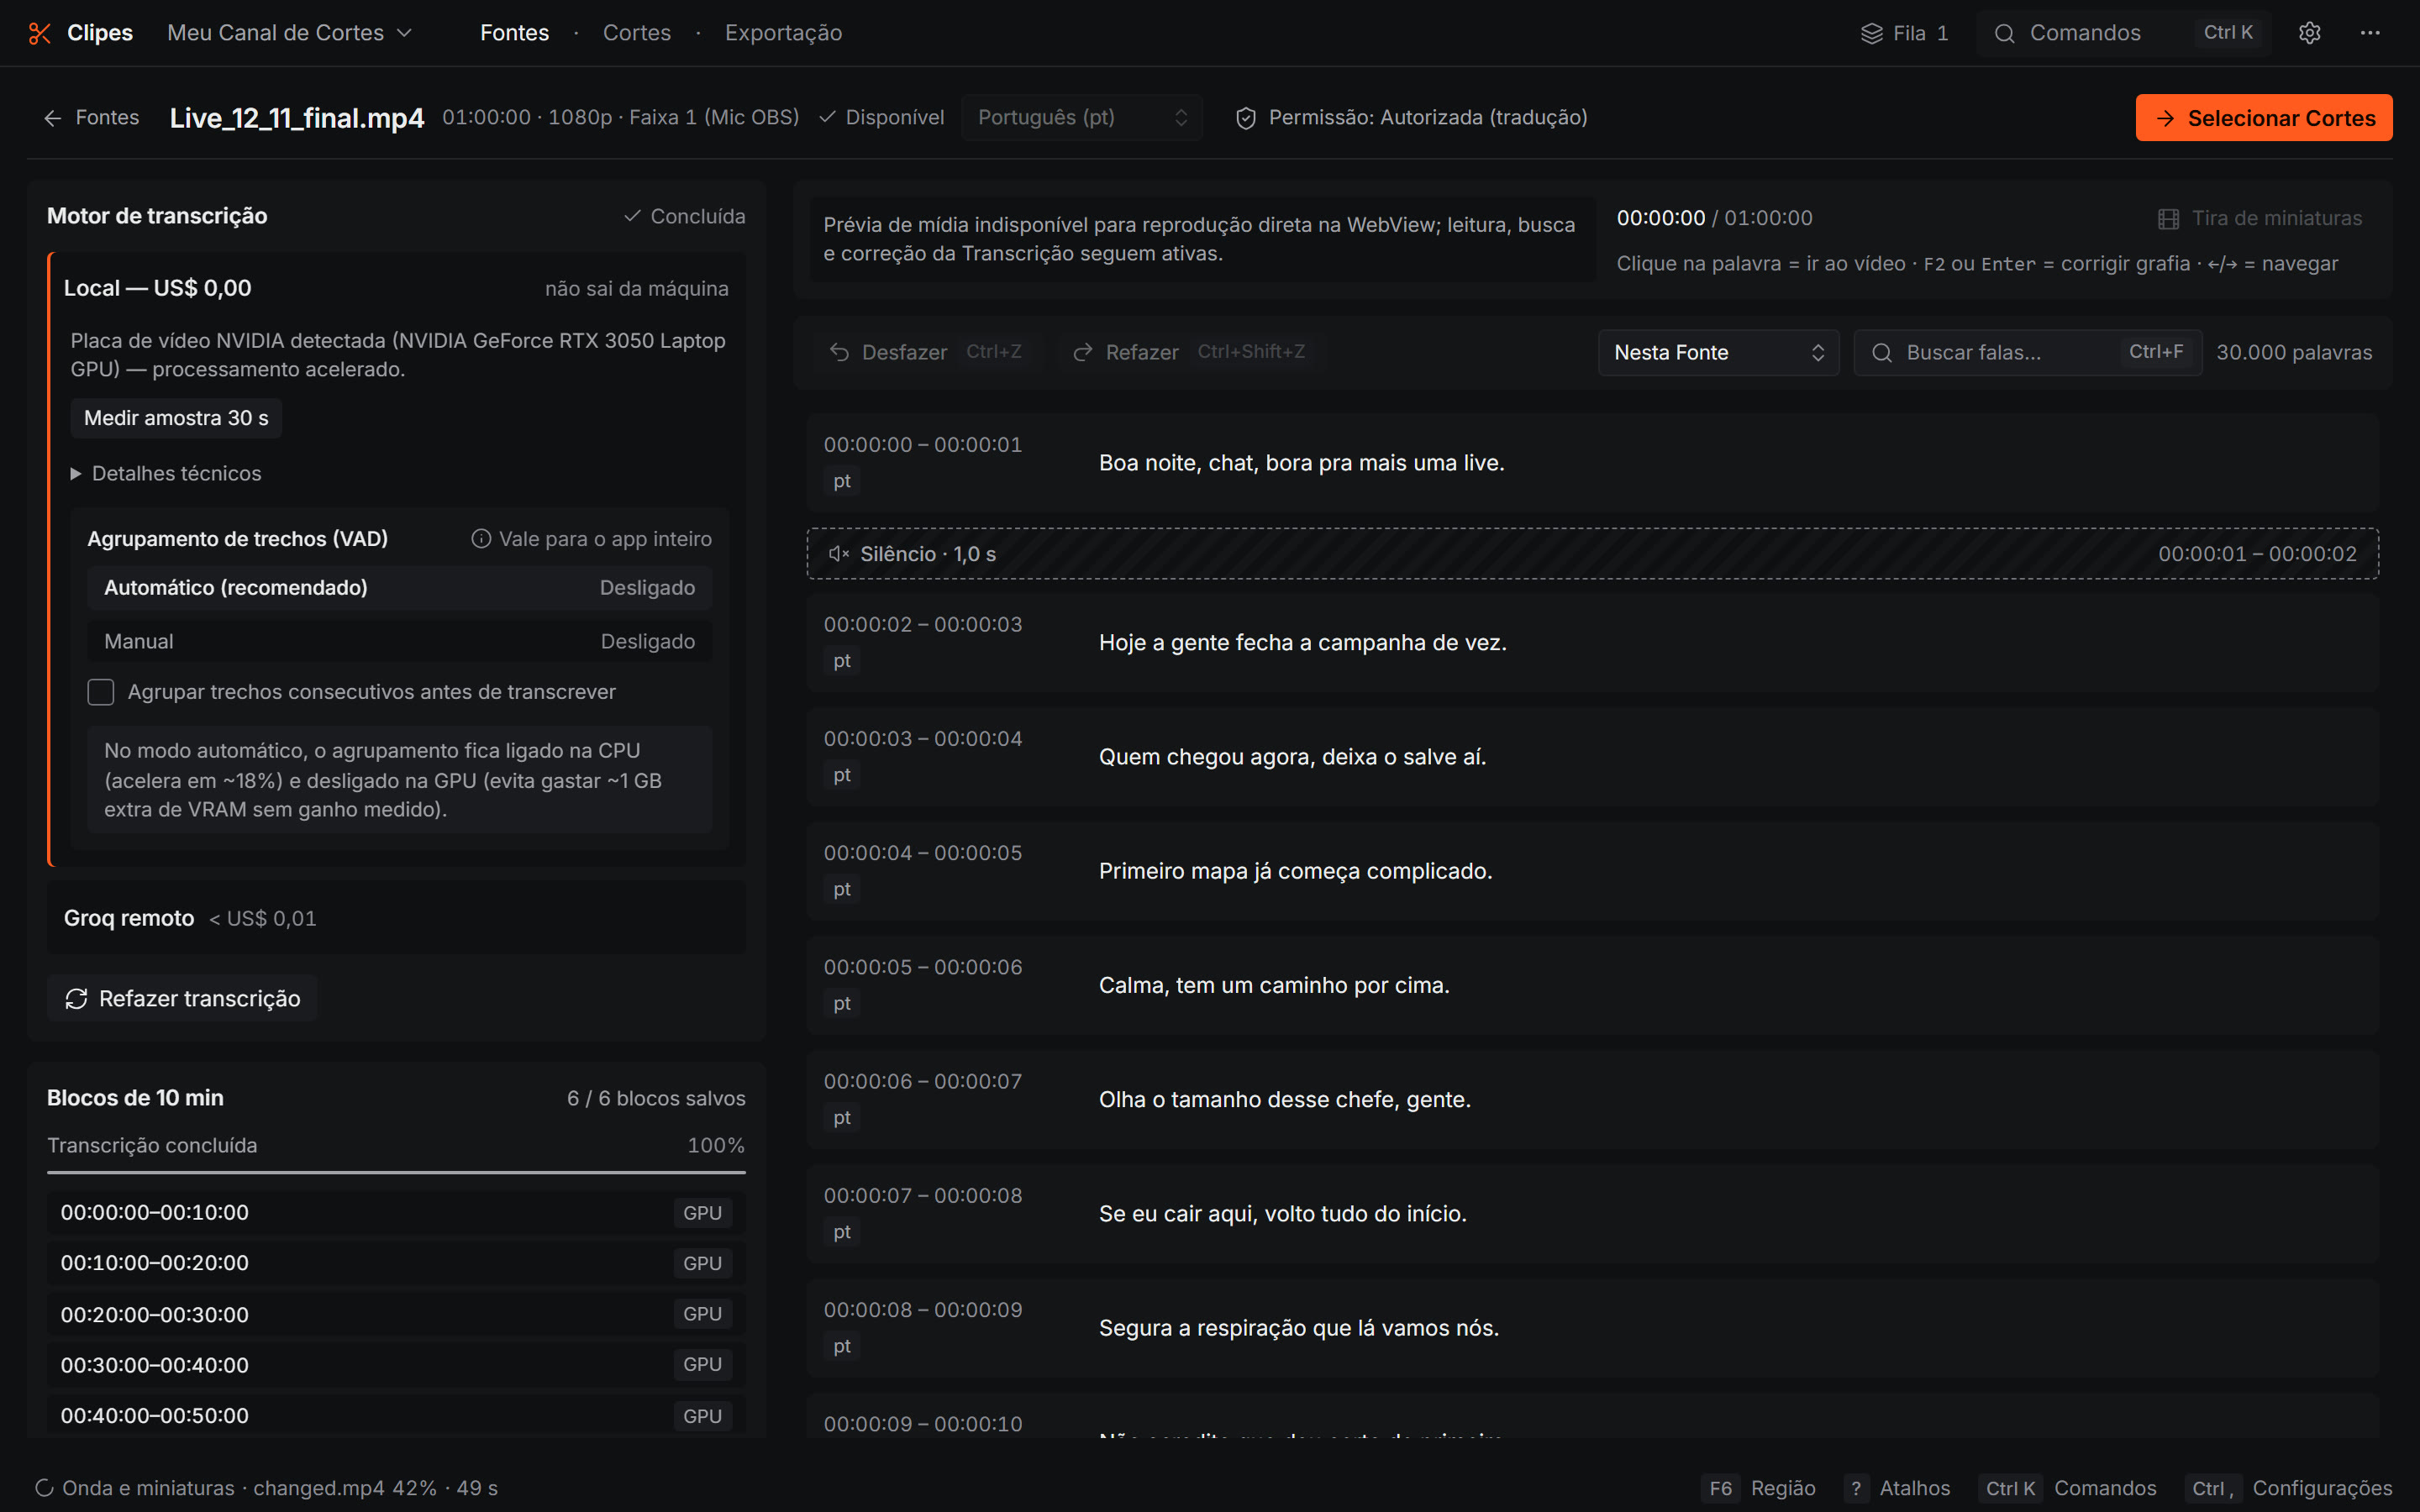 Clipes Meu Canal de Cortes Fontes · Cortes · Exportação Fila 1 Comandos Ctrl K
Fontes Live_12_11_final.mp4 01:00:00 · 1080p · Faixa 1 (Mic OBS) Disponível Português (pt) Permissão: Autorizada (tradução) Selecionar Cortes
Motor de transcrição Concluída
Local — US$ 0,00 não sai da máquina
Placa de vídeo NVIDIA detectada (NVIDIA GeForce RTX 3050 Laptop
GPU) — processamento acelerado.
Medir amostra 30 s
Detalhes técnicos
Agrupamento de trechos (VAD) Vale para o app inteiro
Automático (recomendado) Desligado
Manual Desligado
Agrupar trechos consecutivos antes de transcrever
No modo automático, o agrupamento fica ligado na CPU
(acelera em ~18%) e desligado na GPU (evita gastar ~1 GB
extra de VRAM sem ganho medido).
Groq remoto < US$ 0,01
Refazer transcrição
Blocos de 10 min 6 / 6 blocos salvos
Transcrição concluída 100%
00:00:00–00:10:00 GPU
00:10:00–00:20:00 GPU
00:20:00–00:30:00 GPU
00:30:00–00:40:00 GPU
00:40:00–00:50:00 GPU
Prévia de mídia indisponível para reprodução direta na WebView; leitura, busca
e correção da Transcrição seguem ativas.
00:00:00 / 01:00:00 Tira de miniaturas
Clique na palavra = ir ao vídeo · F2 ou Enter = corrigir grafia · ←/→ = navegar
Desfazer Ctrl+Z Refazer Ctrl+Shift+Z Nesta Fonte Buscar falas... Ctrl+F 30.000 palavras
00:00:00 – 00:00:01
pt
Boa noite, chat, bora pra mais uma live.
Silêncio · 1,0 s 00:00:01 – 00:00:02
00:00:02 – 00:00:03
pt
Hoje a gente fecha a campanha de vez.
00:00:03 – 00:00:04
pt
Quem chegou agora, deixa o salve aí.
00:00:04 – 00:00:05
pt
Primeiro mapa já começa complicado.
00:00:05 – 00:00:06
pt
Calma, tem um caminho por cima.
00:00:06 – 00:00:07
pt
Olha o tamanho desse chefe, gente.
00:00:07 – 00:00:08
pt
Se eu cair aqui, volto tudo do início.
00:00:08 – 00:00:09
pt
Segura a respiração que lá vamos nós.
00:00:09 – 00:00:10
Onda e miniaturas · changed.mp4 42% · 49 s F6 Região ? Atalhos Ctrl K Comandos Ctrl , Configurações